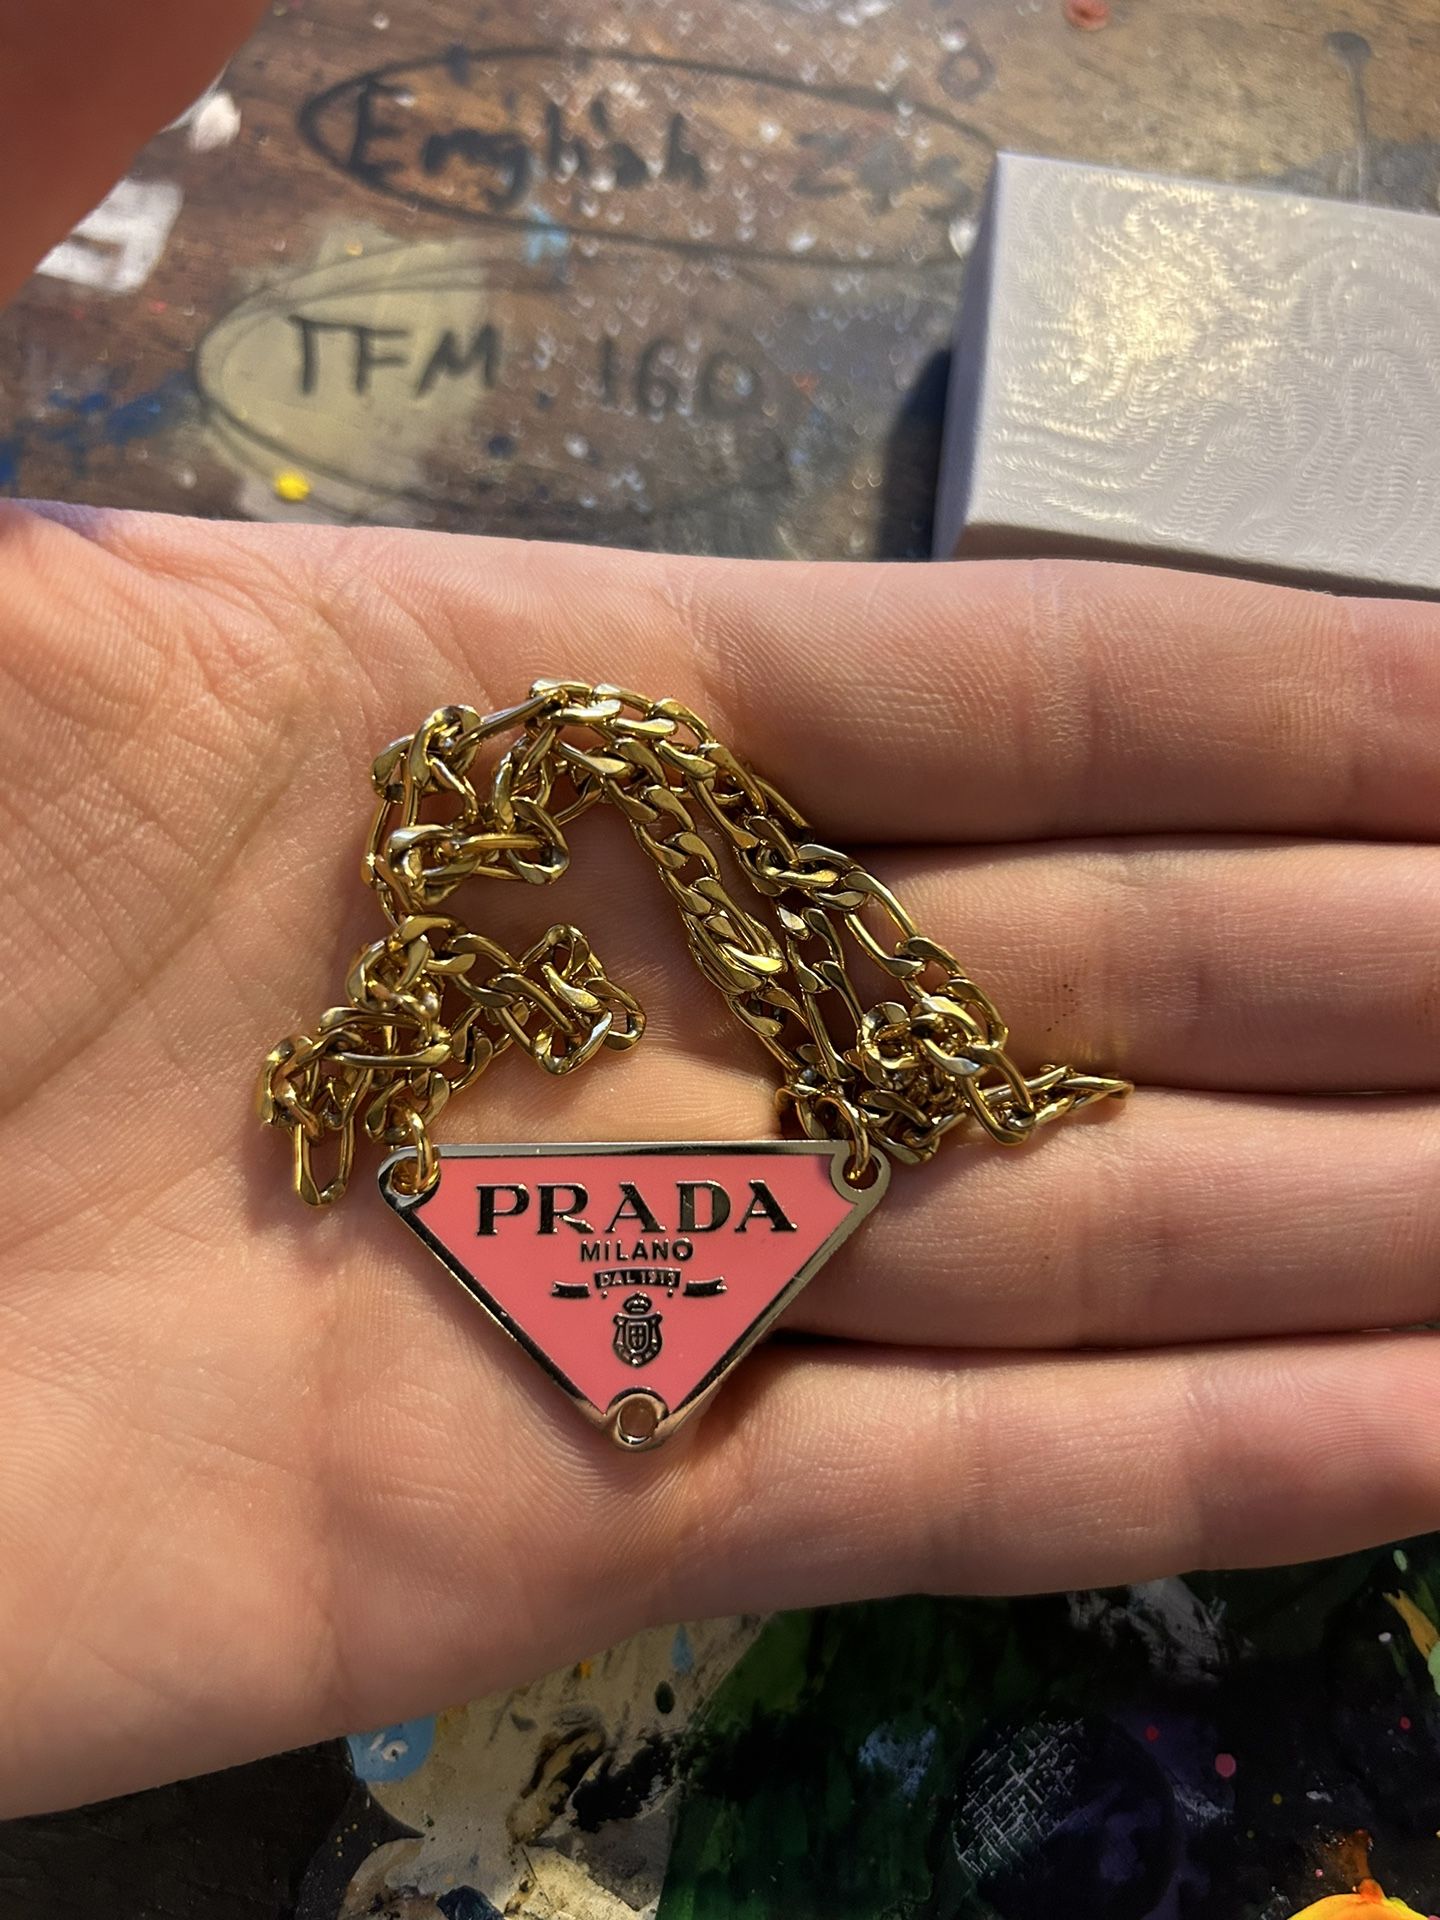 English
TFM 160
PRADA
MILANO
DAL 1913